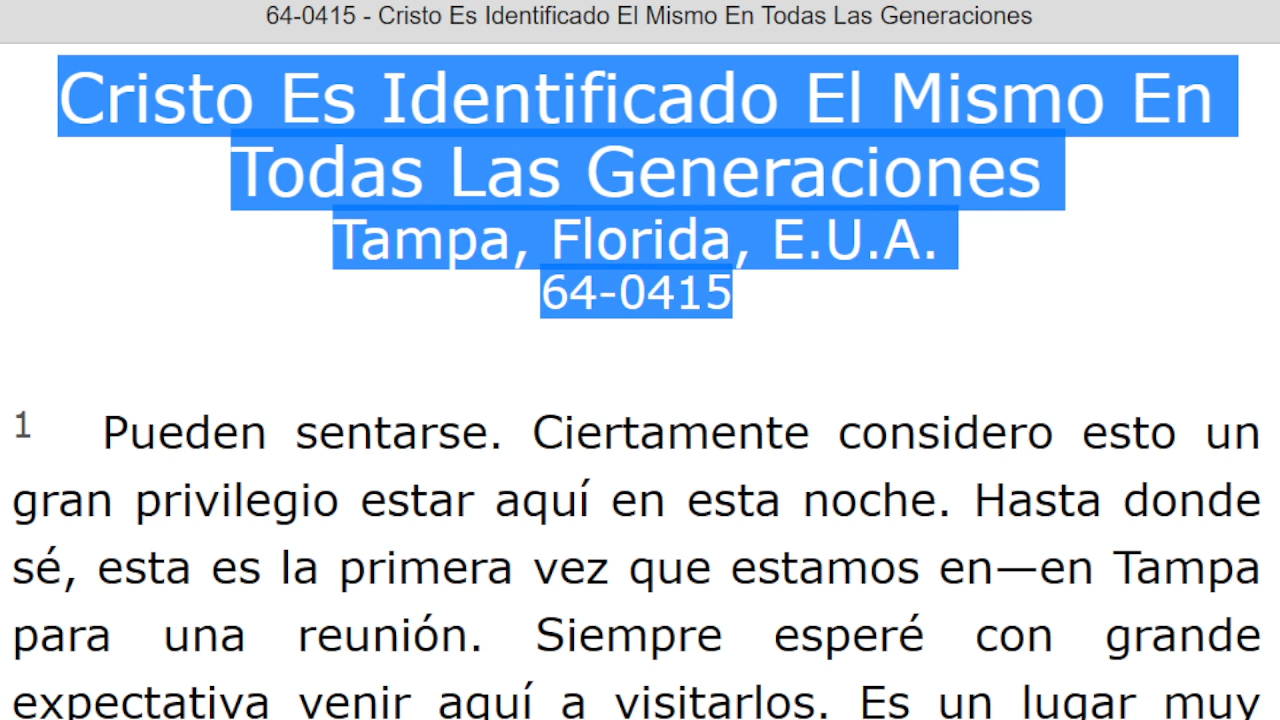 64-0415 - Cristo Es Identificado El Mismo En Todas Las Generaciones
Cristo Es Identificado El Mismo En
Todas Las Generaciones
Tampa, Florida, E.U.A.
64-0415
1 Pueden sentarse. Ciertamente considero esto un
gran privilegio estar aquí en esta noche. Hasta donde
sé, esta es la primera vez que estamos en—en Tampa
para una reunión. Siempre esperé con grande
expectativa venir aquí a visitarlos. Es un lugar muy